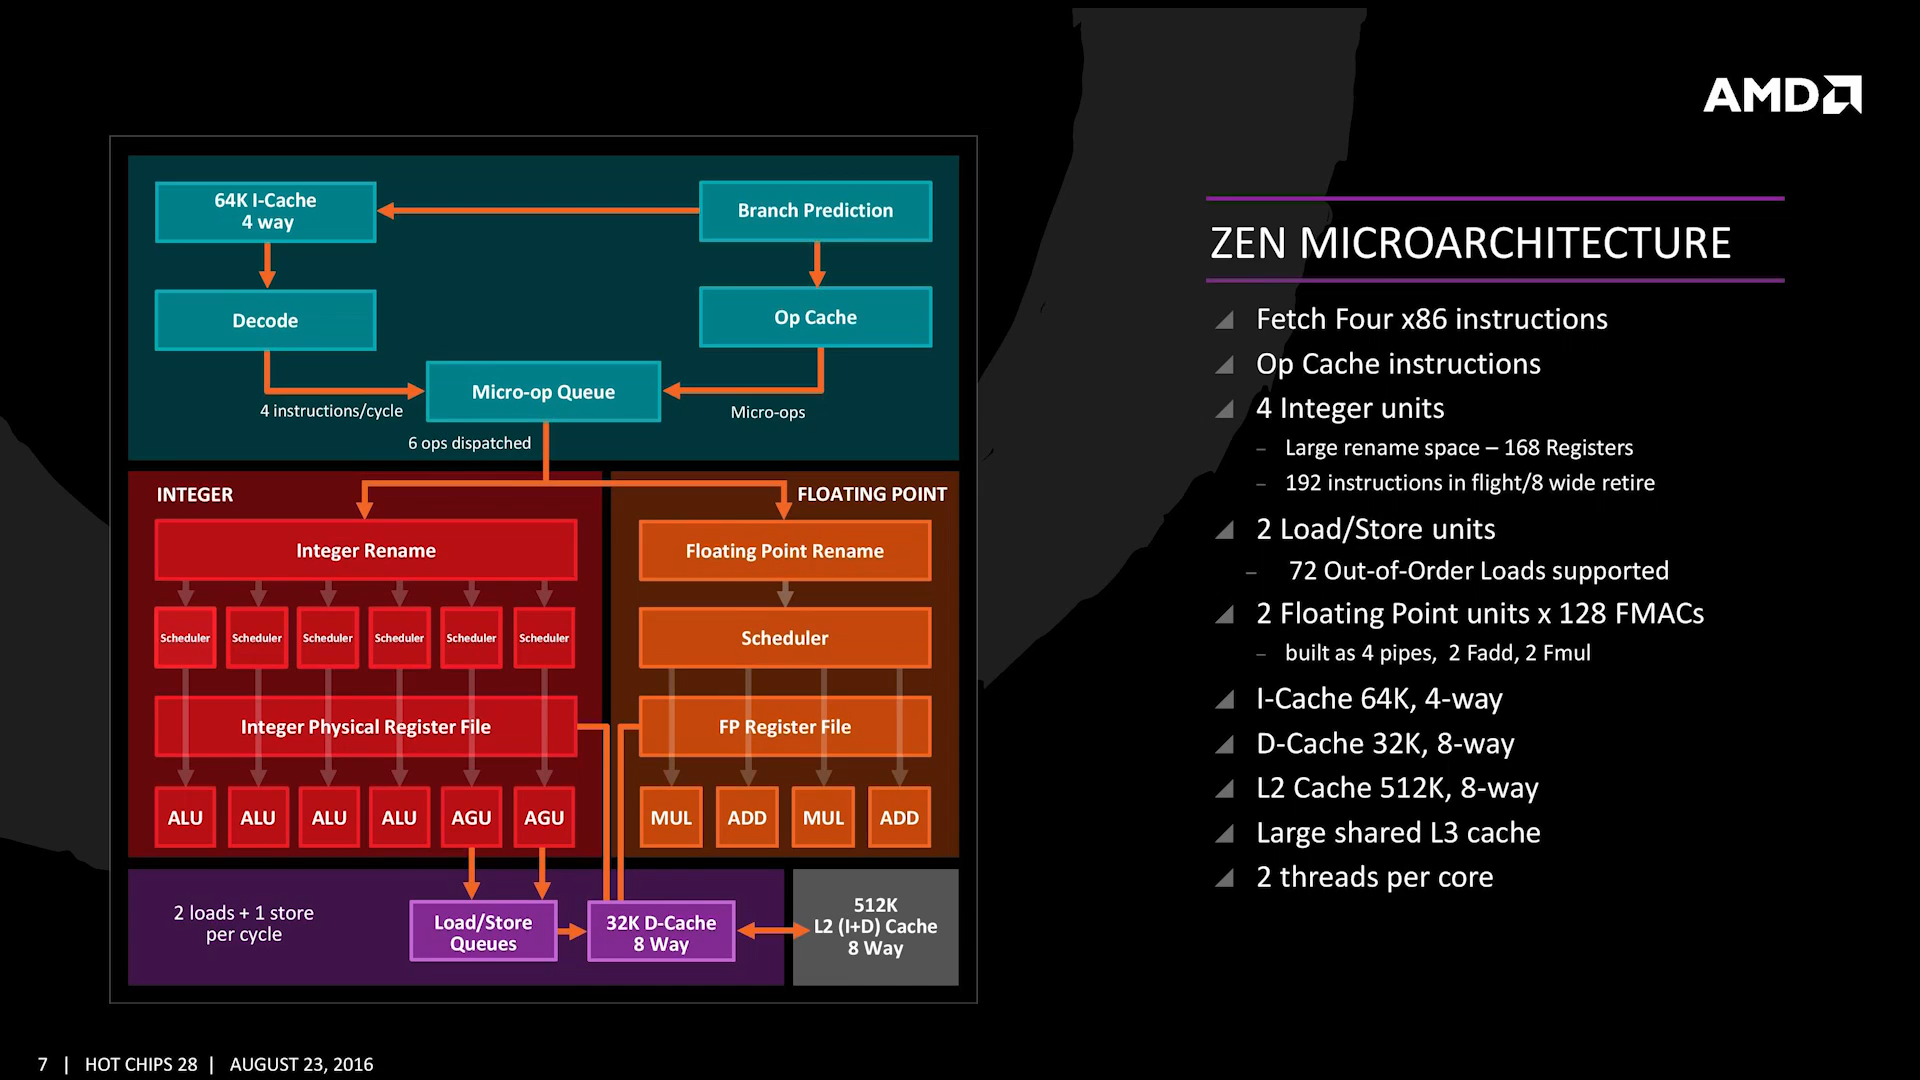 AMD
64K I-Cache
4 way
Branch Prediction
Decode
Op Cache
Micro-op Queue
4 instructions/cycle
Micro-ops
6 ops dispatched
INTEGER
FLOATING POINT
Integer Rename
Floating Point Rename
Scheduler Scheduler Scheduler Scheduler Scheduler Scheduler
Scheduler
Integer Physical Register File
FP Register File
ALU ALU ALU ALU AGU AGU
MUL ADD MUL ADD
2 loads + 1 store
per cycle
Load/Store
Queues
32K D-Cache
8 Way
512K
L2 (I+D) Cache
8 Way
ZEN MICROARCHITECTURE
Fetch Four x86 instructions
Op Cache instructions
4 Integer units
– Large rename space – 168 Registers
– 192 instructions in flight/8 wide retire
2 Load/Store units
– 72 Out-of-Order Loads supported
2 Floating Point units x 128 FMACs
– built as 4 pipes, 2 Fadd, 2 Fmul
I-Cache 64K, 4-way
D-Cache 32K, 8-way
L2 Cache 512K, 8-way
Large shared L3 cache
2 threads per core
7 | HOT CHIPS 28 | AUGUST 23, 2016